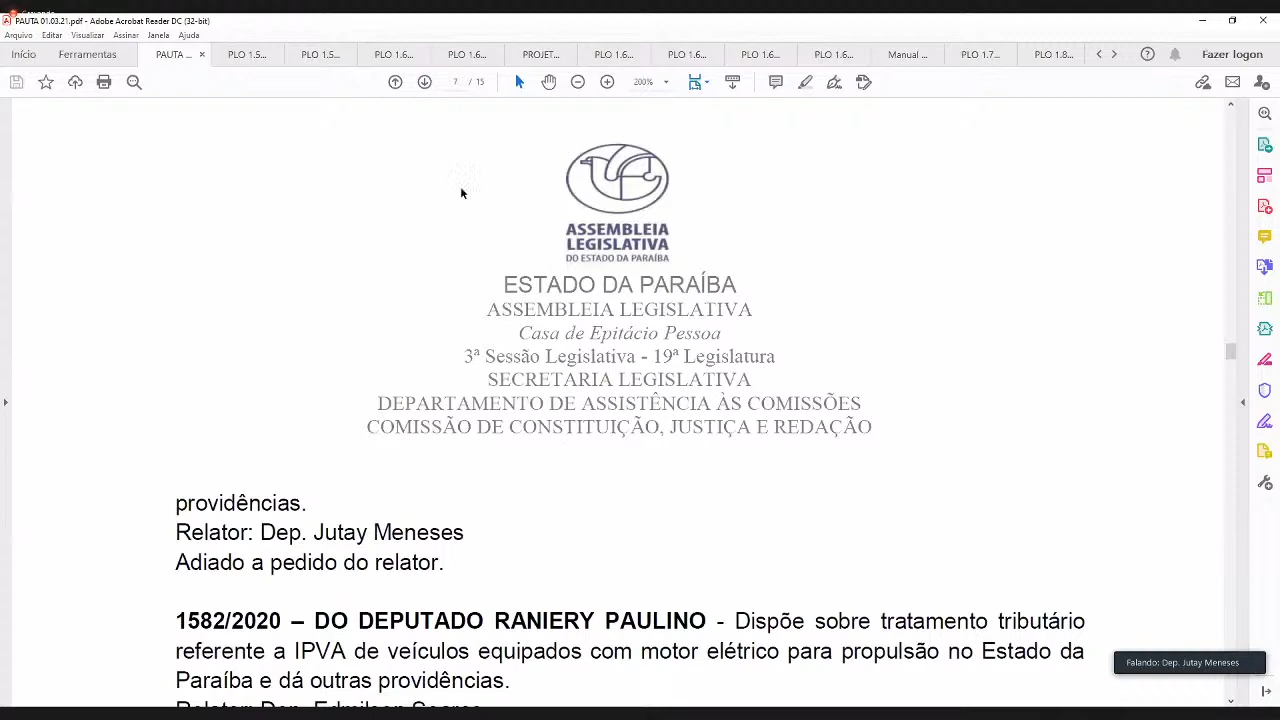 PAUTA 01.03.21.pdf - Adobe Acrobat Reader DC (32-bit)
Arquivo Editar Visualizar Assinar Janela Ajuda
Início Ferramentas PAUTA ... × PLO 1.5... PLO 1.5... PLO 1.6... PLO 1.6... PROJET... PLO 1.6... PLO 1.6... PLO 1.6... PLO 1.6... Manual ... PLO 1.7... PLO 1.8... Fazer logon
7 / 15 200%
ASSEMBLEIA
LEGISLATIVA
DO ESTADO DA PARAÍBA
ESTADO DA PARAÍBA
ASSEMBLEIA LEGISLATIVA
Casa de Epitácio Pessoa
3ª Sessão Legislativa - 19ª Legislatura
SECRETARIA LEGISLATIVA
DEPARTAMENTO DE ASSISTÊNCIA ÀS COMISSÕES
COMISSÃO DE CONSTITUIÇÃO, JUSTIÇA E REDAÇÃO
providências.
Relator: Dep. Jutay Meneses
Adiado a pedido do relator.
1582/2020 – DO DEPUTADO RANIERY PAULINO - Dispõe sobre tratamento tributário
referente a IPVA de veículos equipados com motor elétrico para propulsão no Estado da
Paraíba e dá outras providências.
Relator: Dep. Edmilson Soares
Falando: Dep. Jutay Meneses